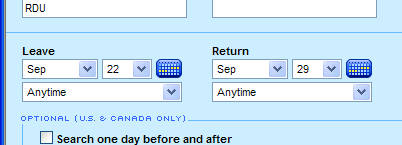 RDU
Leave Return
Sep 22 Sep 29
Anytime Anytime
OPTIONAL (U.S. & CANADA ONLY)
Search one day before and after